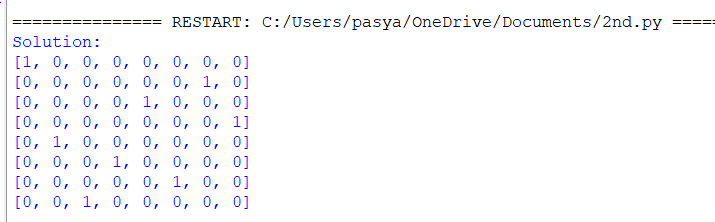 =============== RESTART: C:/Users/pasya/OneDrive/Documents/2nd.py =====
Solution:
[1, 0, 0, 0, 0, 0, 0, 0]
[0, 0, 0, 0, 0, 0, 1, 0]
[0, 0, 0, 0, 1, 0, 0, 0]
[0, 0, 0, 0, 0, 0, 0, 1]
[0, 1, 0, 0, 0, 0, 0, 0]
[0, 0, 0, 1, 0, 0, 0, 0]
[0, 0, 0, 0, 0, 1, 0, 0]
[0, 0, 1, 0, 0, 0, 0, 0]